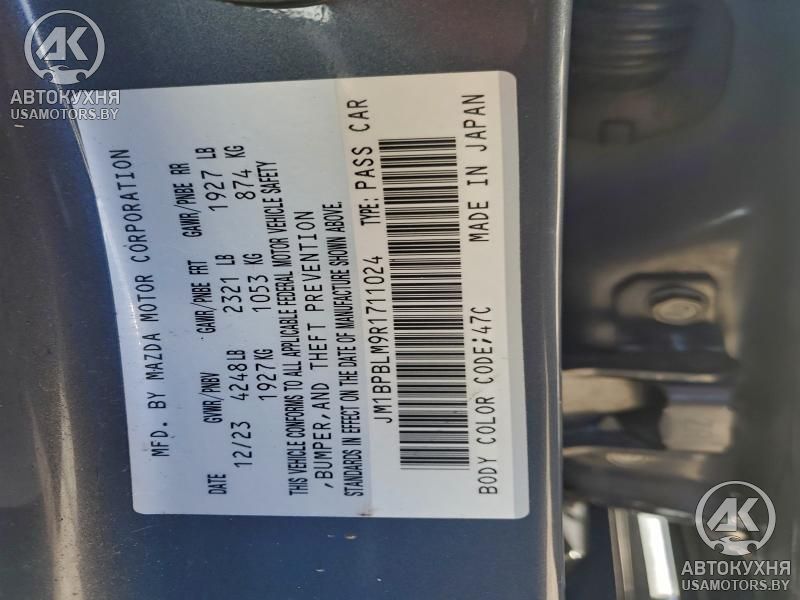 AK
АВТОКУХНЯ
USAMOTORS.BY
MFD. BY MAZDA MOTOR CORPORATION
DATE GVWR/PNBV GAWR/PNBE FRT GAWR/PNBE RR
12/23 4248LB 2321 LB 1927 LB
1927KG 1053 KG 874 KG
THIS VEHICLE CONFORMS TO ALL APPLICABLE FEDERAL MOTOR VEHICLE SAFETY
,BUMPER,AND THEFT PREVENTION
STANDARDS IN EFFECT ON THE DATE OF MANUFACTURE SHOWN ABOVE.
JM1BPBLM9R1711024 TYPE: PASS CAR
BODY COLOR CODE;47C MADE IN JAPAN
AK
АВТОКУХНЯ
USAMOTORS.BY